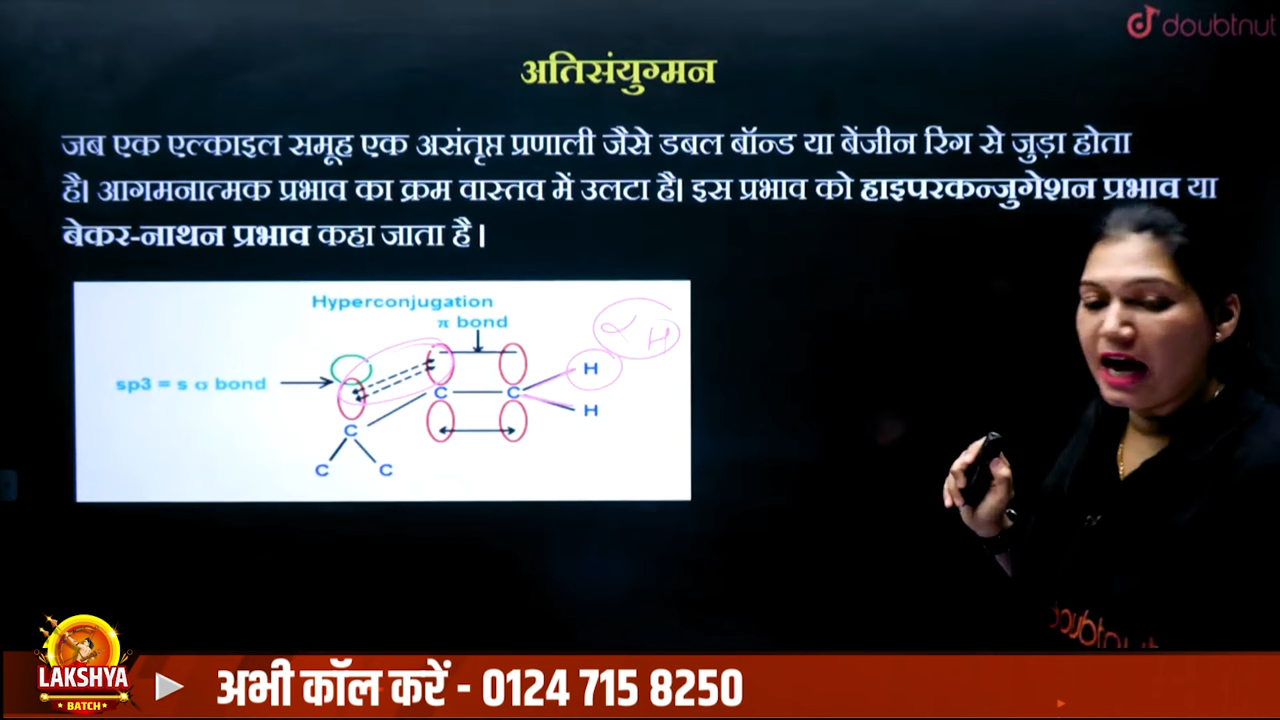 doubtnut
अतिसंयुग्मन
जब एक एल्काइल समूह एक असंतृप्त प्रणाली जैसे डबल बॉन्ड या बेंजीन रिंग से जुड़ा होता
है। आगमनात्मक प्रभाव का क्रम वास्तव में उलटा है। इस प्रभाव को हाइपरकन्जुगेशन प्रभाव या
बेकर-नाथन प्रभाव कहा जाता है।
Hyperconjugation
π bond
α H
H
sp3 = s σ bond
C C
H
C
C C
doubtnut
LAKSHYA
BATCH
अभी कॉल करें - 0124 715 8250